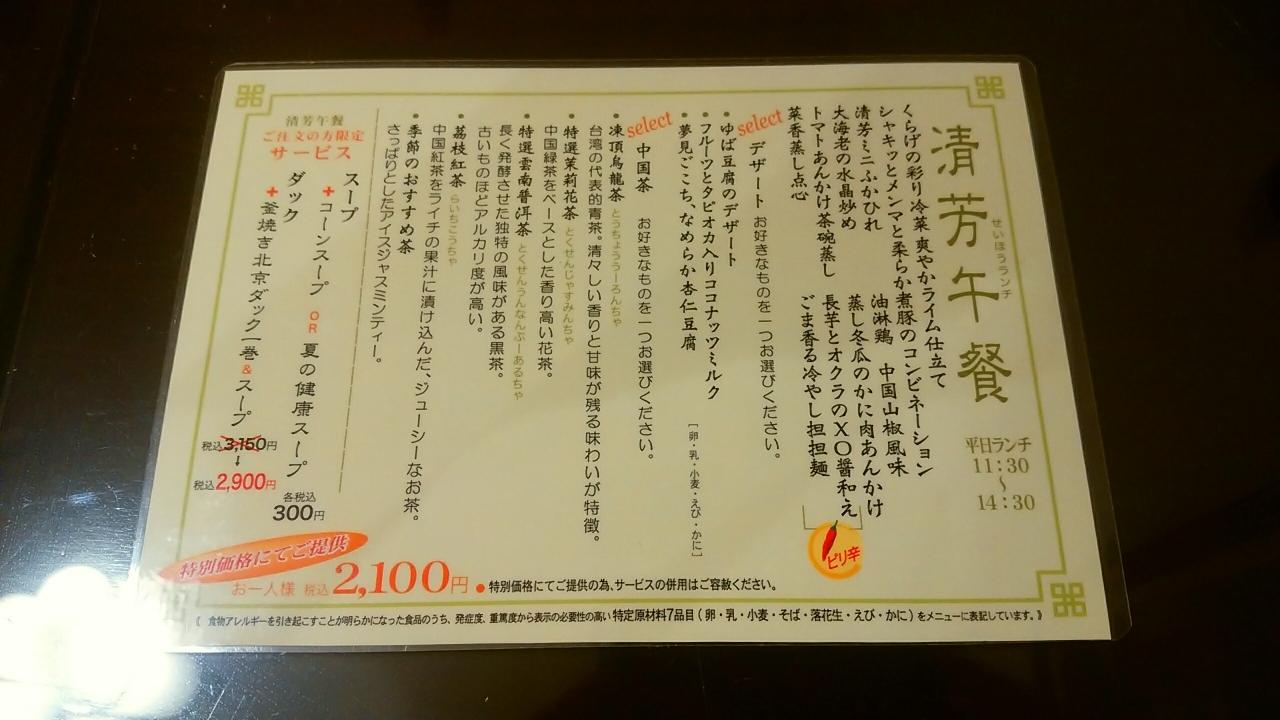 清芳午餐
せいほうランチ
平日ランチ
11:30
〜
14:30
くらげの彩り冷菜 爽やかライム仕立て
シャキッとメンマと柔らか煮豚のコンビネーション
清芳ミニふかひれ
油淋鶏 中国山椒風味
大海老の水晶炒め
蒸し冬瓜のかに肉あんかけ
トマトあんかけ茶碗蒸し
長芋とオクラのXO醤和え
菜香蒸し点心
ごま香る冷やし担担麺
ピリ辛
select デザート お好きなものを一つお選びください。
・ゆば豆腐のデザート
・フルーツとタピオカ入りココナッツミルク
・夢見ごこち、なめらか杏仁豆腐
[卵・乳・小麦・えび・かに]
select 中国茶 お好きなものを一つお選びください。
・凍頂烏龍茶 とうちょううーろんちゃ
台湾の代表的青茶。清々しい香りと甘味が残る味わいが特徴。
・特選茉莉花茶 とくせんじゃすみんちゃ
中国緑茶をベースとした香り高い花茶。
・特選雲南普洱茶 とくせんうんなんぷーあるちゃ
長く発酵させた独特の風味がある黒茶。
古いものほどアルカリ度が高い。
・荔枝紅茶 らいちこうちゃ
中国紅茶をライチの果汁に漬け込んだ、ジューシーなお茶。
・季節のおすすめ茶
さっぱりとしたアイスジャスミンティー。
清芳午餐
ご注文の方限定
サービス
スープ
+コーンスープ OR 夏の健康スープ
各税込
300円
ダック
+釜焼き北京ダック一巻&スープ
税込3,150円
↓
税込2,900円
特別価格にてご提供
お一人様 税込2,100円 ●特別価格にてご提供の為、サービスの併用はご容赦ください。
《 食物アレルギーを引き起こすことが明らかになった食品のうち、発症度、重篤度から表示の必要性の高い特定原材料7品目(卵・乳・小麦・そば・落花生・えび・かに)をメニューに表記しています。》